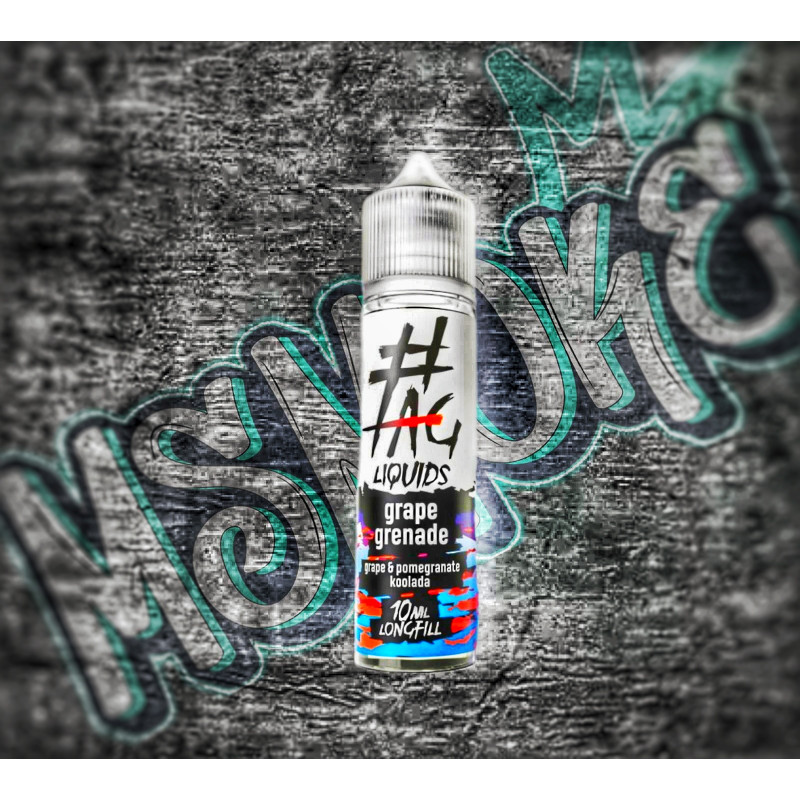 MSMOKE
#
TAG
LIQUIDS
grape
grenade
grape & pomegranate
koolada
10ML
LONGFILL